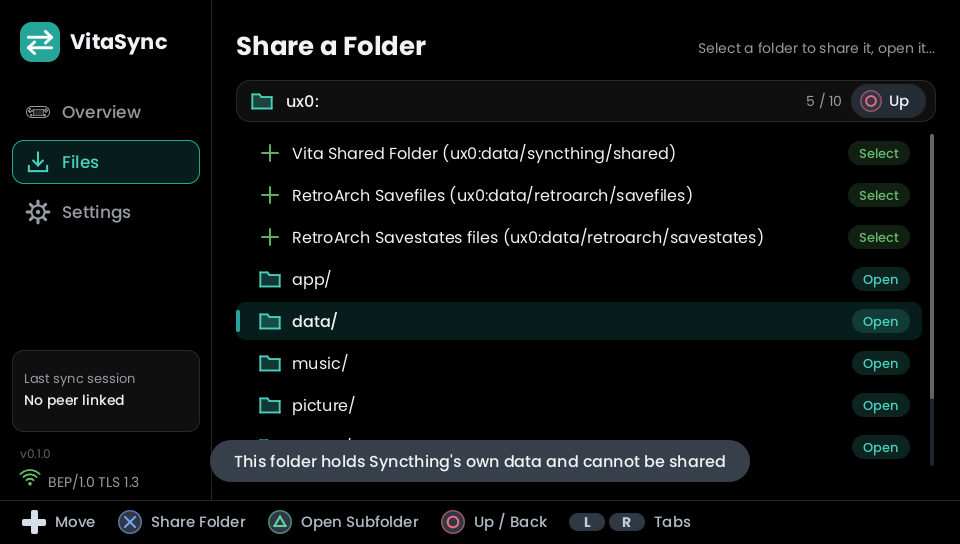 VitaSync
Share a Folder
Select a folder to share it, open it...
Overview
Files
Settings
ux0:
5 / 10
Up
Vita Shared Folder (ux0:data/syncthing/shared)
Select
RetroArch Savefiles (ux0:data/retroarch/savefiles)
Select
RetroArch Savestates files (ux0:data/retroarch/savestates)
Select
app/
Open
data/
Open
music/
Open
picture/
Open
Open
Last sync session
No peer linked
v0.1.0
BEP/1.0 TLS 1.3
This folder holds Syncthing's own data and cannot be shared
Move
Share Folder
Open Subfolder
Up / Back
L
R
Tabs